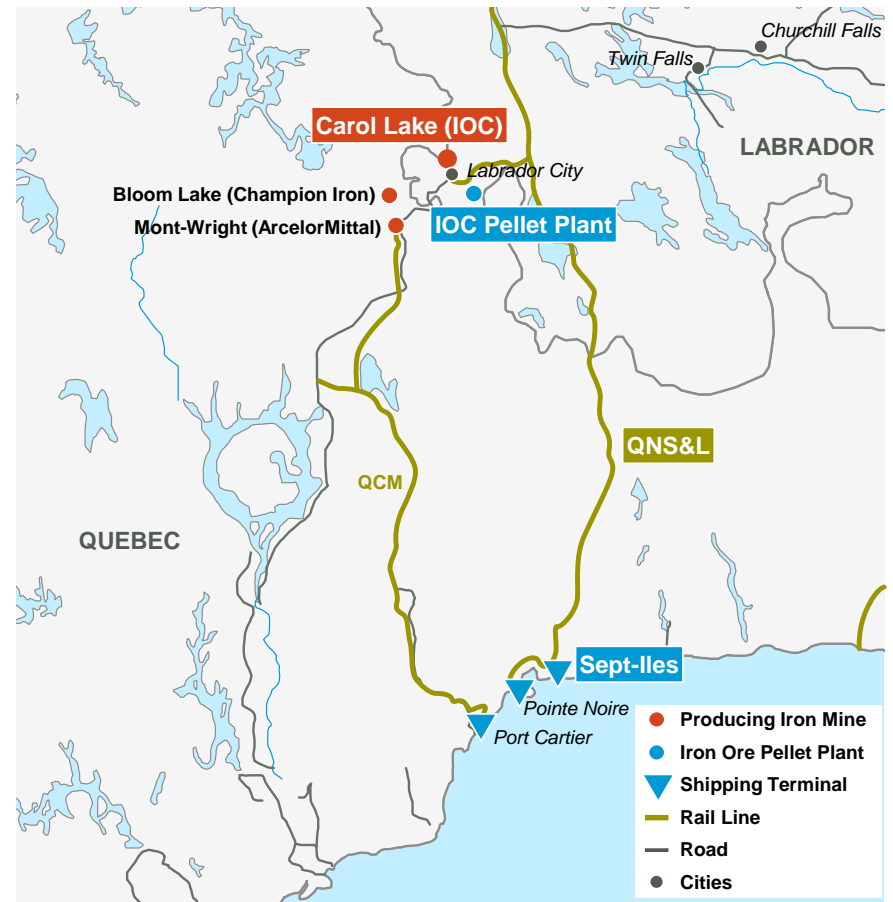 Churchill Falls
Twin Falls
Carol Lake (IOC)
LABRADOR
Labrador City
Bloom Lake (Champion Iron)
Mont-Wright (ArcelorMittal)
IOC Pellet Plant
QNS&L
QCM
QUEBEC
Sept-Iles
Pointe Noire
Port Cartier
Producing Iron Mine
Iron Ore Pellet Plant
Shipping Terminal
Rail Line
Road
Cities